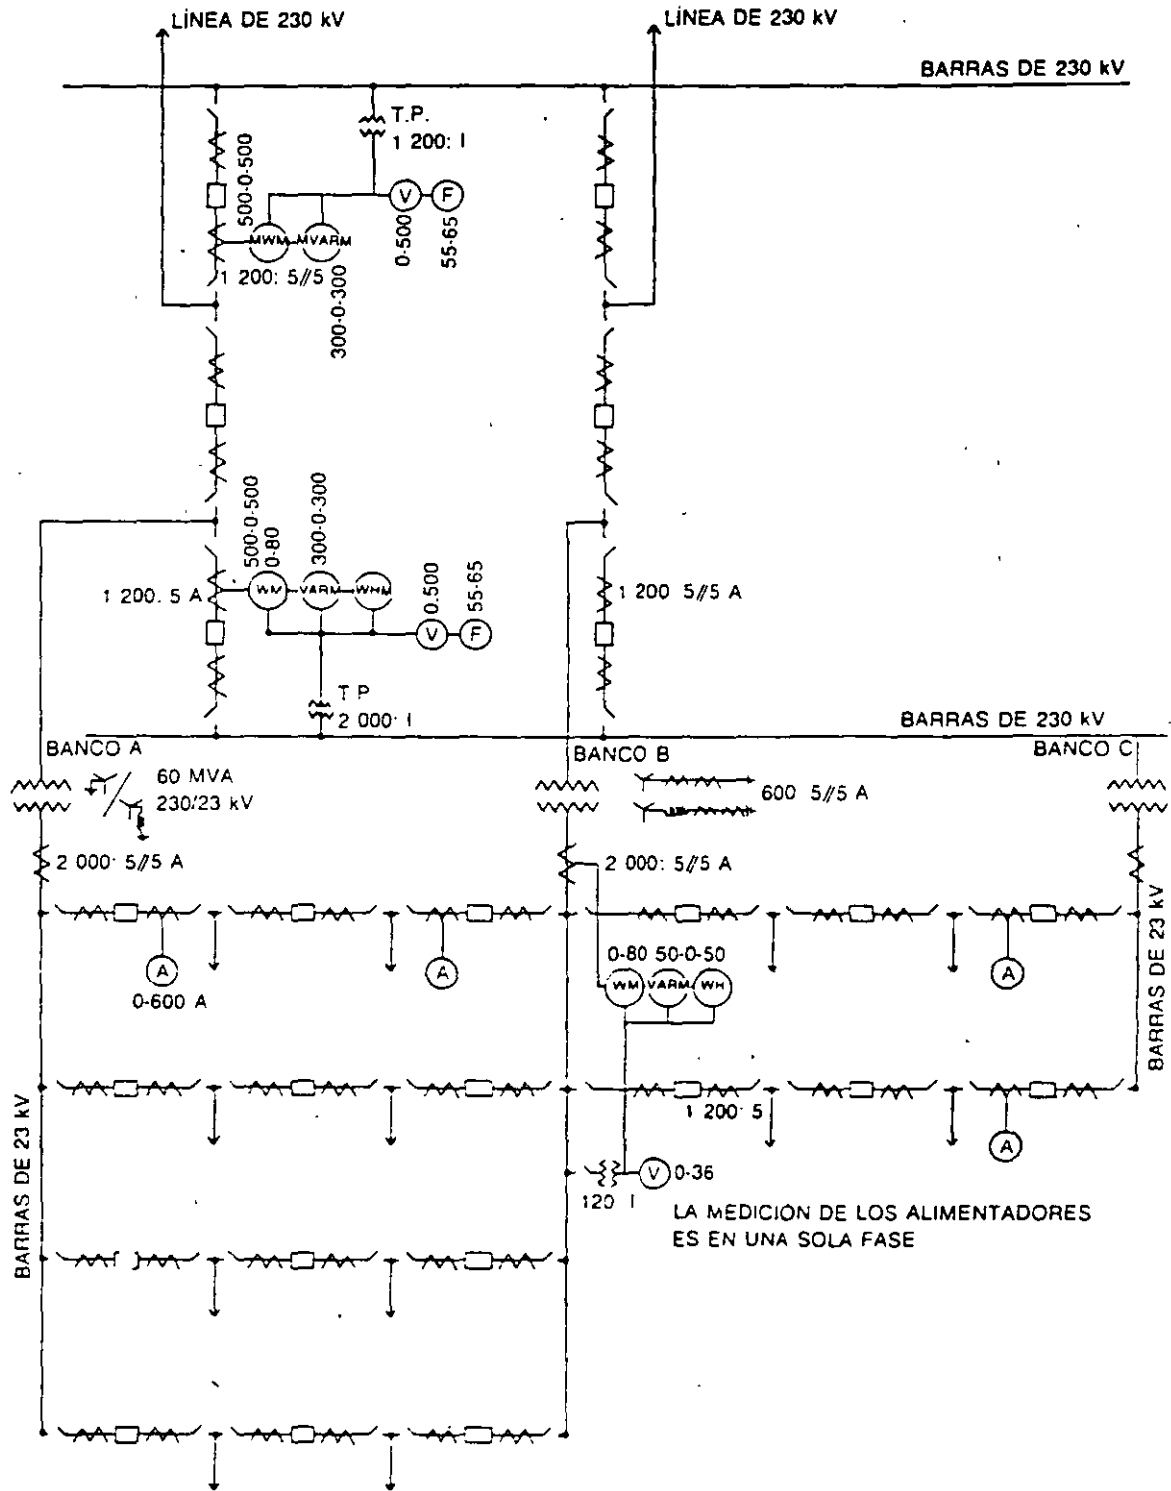 LÍNEA DE 230 kV
LÍNEA DE 230 kV
BARRAS DE 230 kV
T.P.
1 200: I
500-0-500
V
F
MWM
MVARM
0-500
55-65
1 200: 5//5
300-0-300
500-0-500
0-80
300-0-300
1 200. 5 A
WM
VARM
WHM
0.500
55-65
1 200 5//5 A
V
F
T P
2 000: I
BARRAS DE 230 kV
BANCO A
BANCO B
BANCO C
60 MVA
230/23 kV
600 5//5 A
2 000: 5//5 A
2 000: 5//5 A
BARRAS DE 23 kV
A
0-600 A
A
0-80 50-0-50
WM
VARM
WH
A
BARRAS DE 23 kV
1 200: 5
A
V
0-36
120 I
LA MEDICION DE LOS ALIMENTADORES
ES EN UNA SOLA FASE